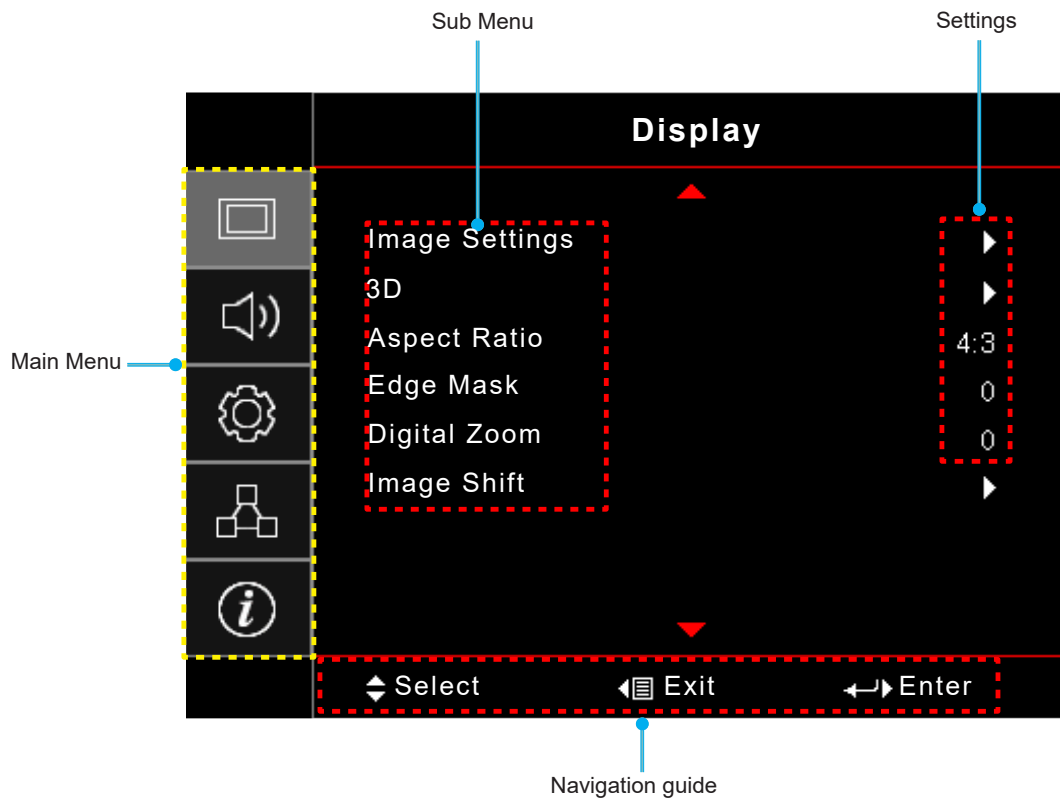 Sub Menu
Settings
Display
Image Settings
3D
Aspect Ratio 4:3
Edge Mask 0
Digital Zoom 0
Image Shift
Main Menu
i
Select Exit Enter
Navigation guide